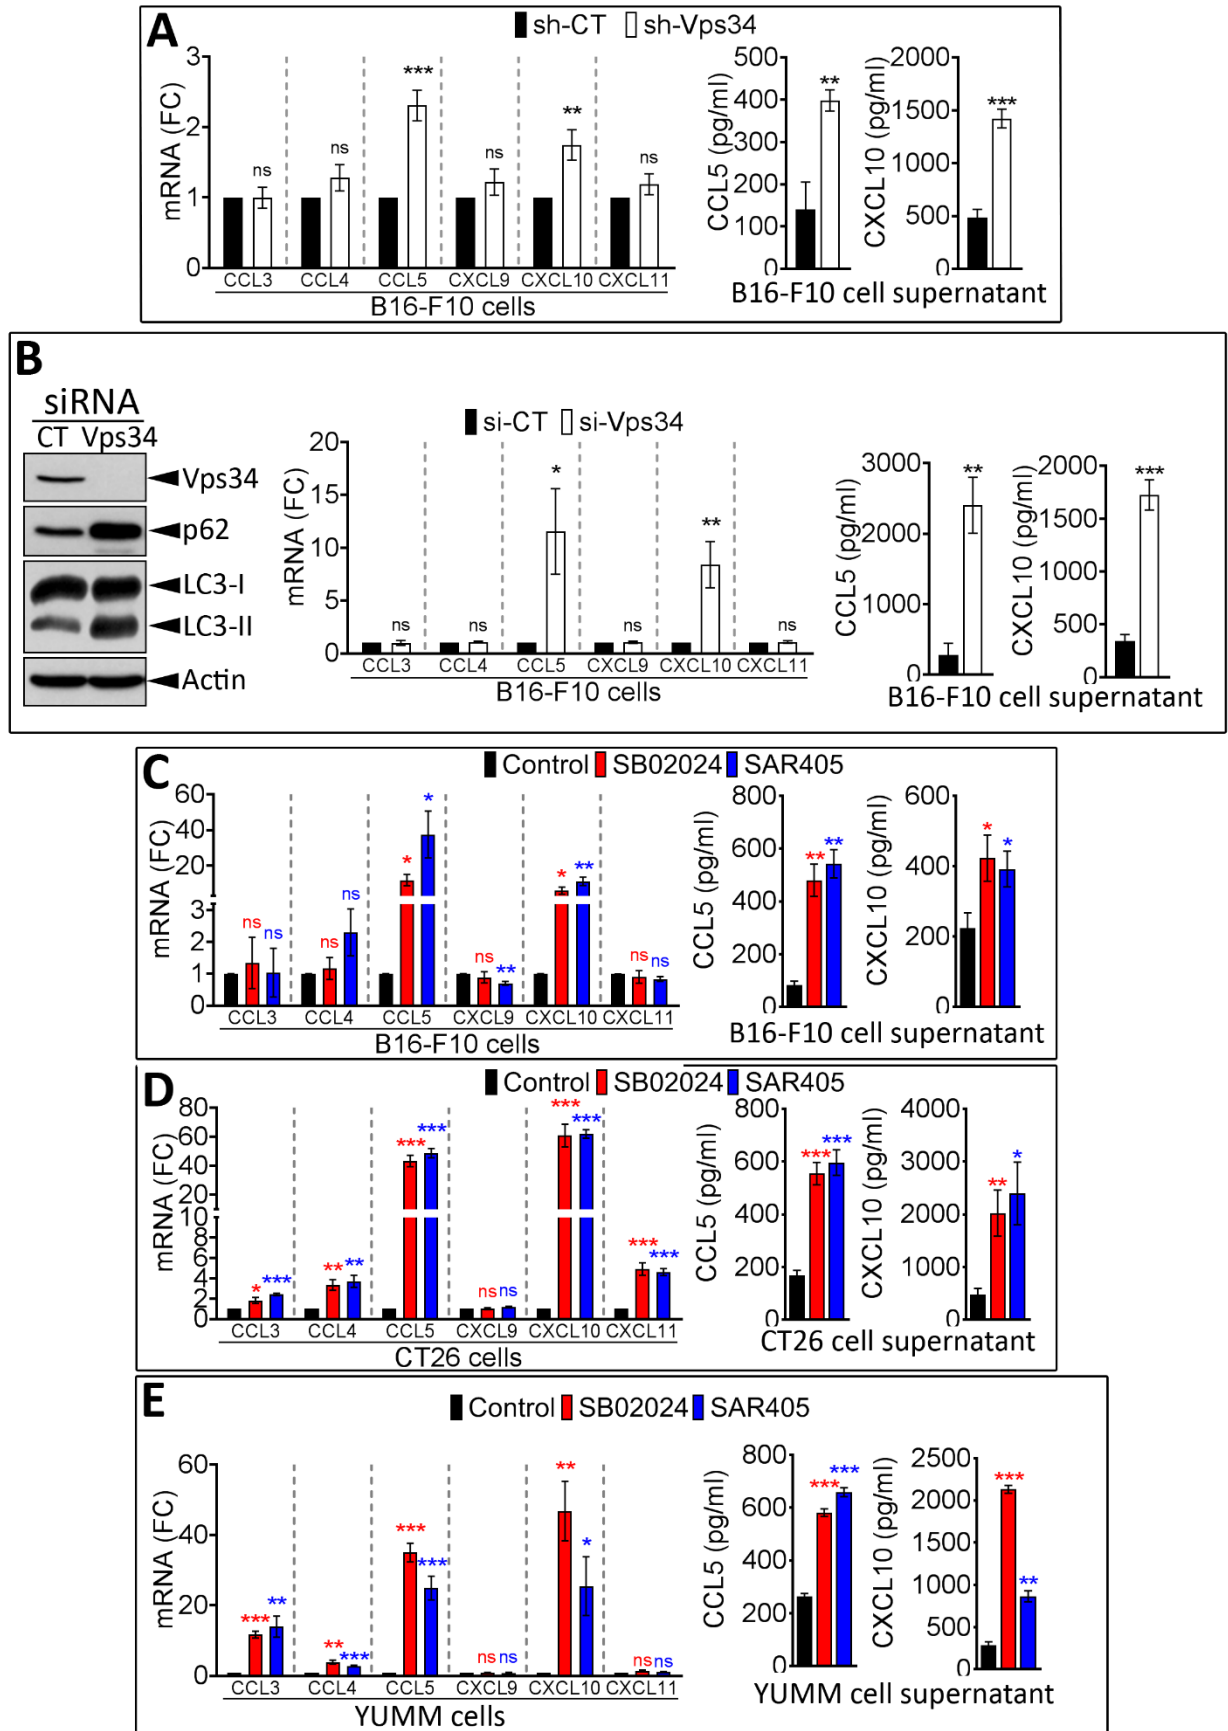 A
sh-CT sh-Vps34
mRNA (FC)
3
2
1
0
ns ns *** ns ** ns
CCL3 CCL4 CCL5 CXCL9 CXCL10 CXCL11
B16-F10 cells
CCL5 (pg/ml)
500
400
300
200
100
0
**
CXCL10 (pg/ml)
2000
1500
1000
500
0
***
B16-F10 cell supernatant
B
siRNA
CT Vps34
Vps34
p62
LC3-I
LC3-II
Actin
si-CT si-Vps34
mRNA (FC)
20
15
10
5
0
ns ns * ns ** ns
CCL3 CCL4 CCL5 CXCL9 CXCL10 CXCL11
B16-F10 cells
CCL5 (pg/ml)
3000
2000
1000
0
**
CXCL10 (pg/ml)
2000
1500
1000
500
0
***
B16-F10 cell supernatant
C
Control SB02024 SAR405
mRNA (FC)
60
40
20
3
2
1
0
ns ns ns ns * * ns ** * ** ns ns
CCL3 CCL4 CCL5 CXCL9 CXCL10 CXCL11
B16-F10 cells
CCL5 (pg/ml)
800
600
400
200
0
** **
CXCL10 (pg/ml)
600
400
200
0
* *
B16-F10 cell supernatant
D
Control SB02024 SAR405
mRNA (FC)
80
60
40
20
10
8
6
4
2
0
* *** ** ** *** *** ns ns *** *** *** ***
CCL3 CCL4 CCL5 CXCL9 CXCL10 CXCL11
CT26 cells
CCL5 (pg/ml)
800
600
400
200
0
*** ***
CXCL10 (pg/ml)
4000
3000
2000
1000
0
** *
CT26 cell supernatant
E
Control SB02024 SAR405
mRNA (FC)
60
40
20
0
*** ** ** *** *** *** ns ns ** * ns ns
CCL3 CCL4 CCL5 CXCL9 CXCL10 CXCL11
YUMM cells
CCL5 (pg/ml)
800
600
400
200
0
*** ***
CXCL10 (pg/ml)
2500
2000
1500
1000
500
0
*** **
YUMM cell supernatant